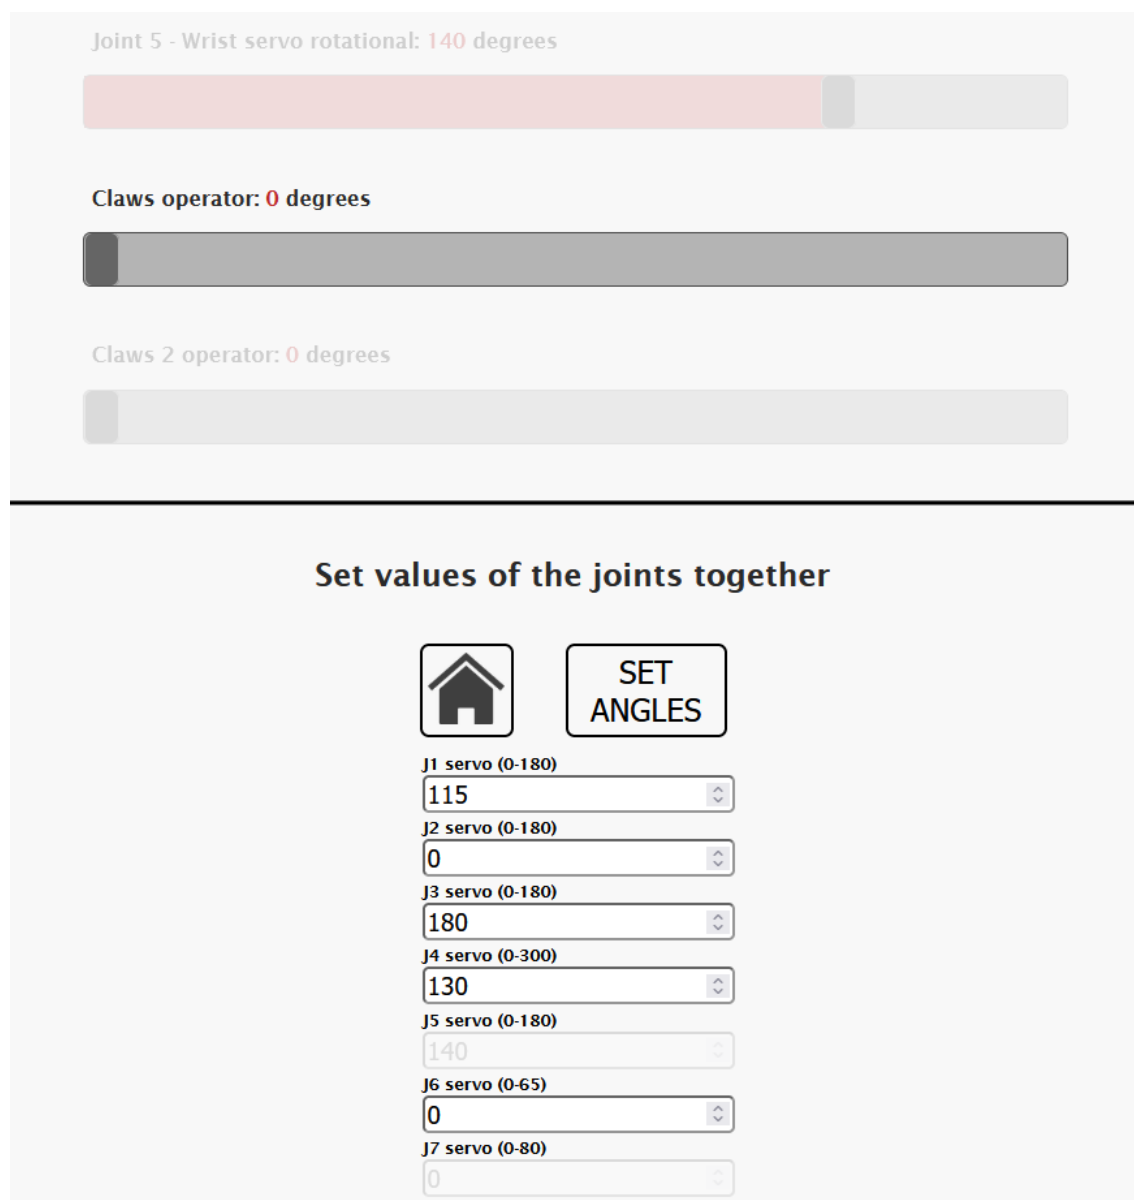 Joint 5 - Wrist servo rotational: 140 degrees
Claws operator: 0 degrees
Claws 2 operator: 0 degrees
Set values of the joints together
SET
ANGLES
J1 servo (0-180)
115
J2 servo (0-180)
0
J3 servo (0-180)
180
J4 servo (0-300)
130
J5 servo (0-180)
140
J6 servo (0-65)
0
J7 servo (0-80)
0